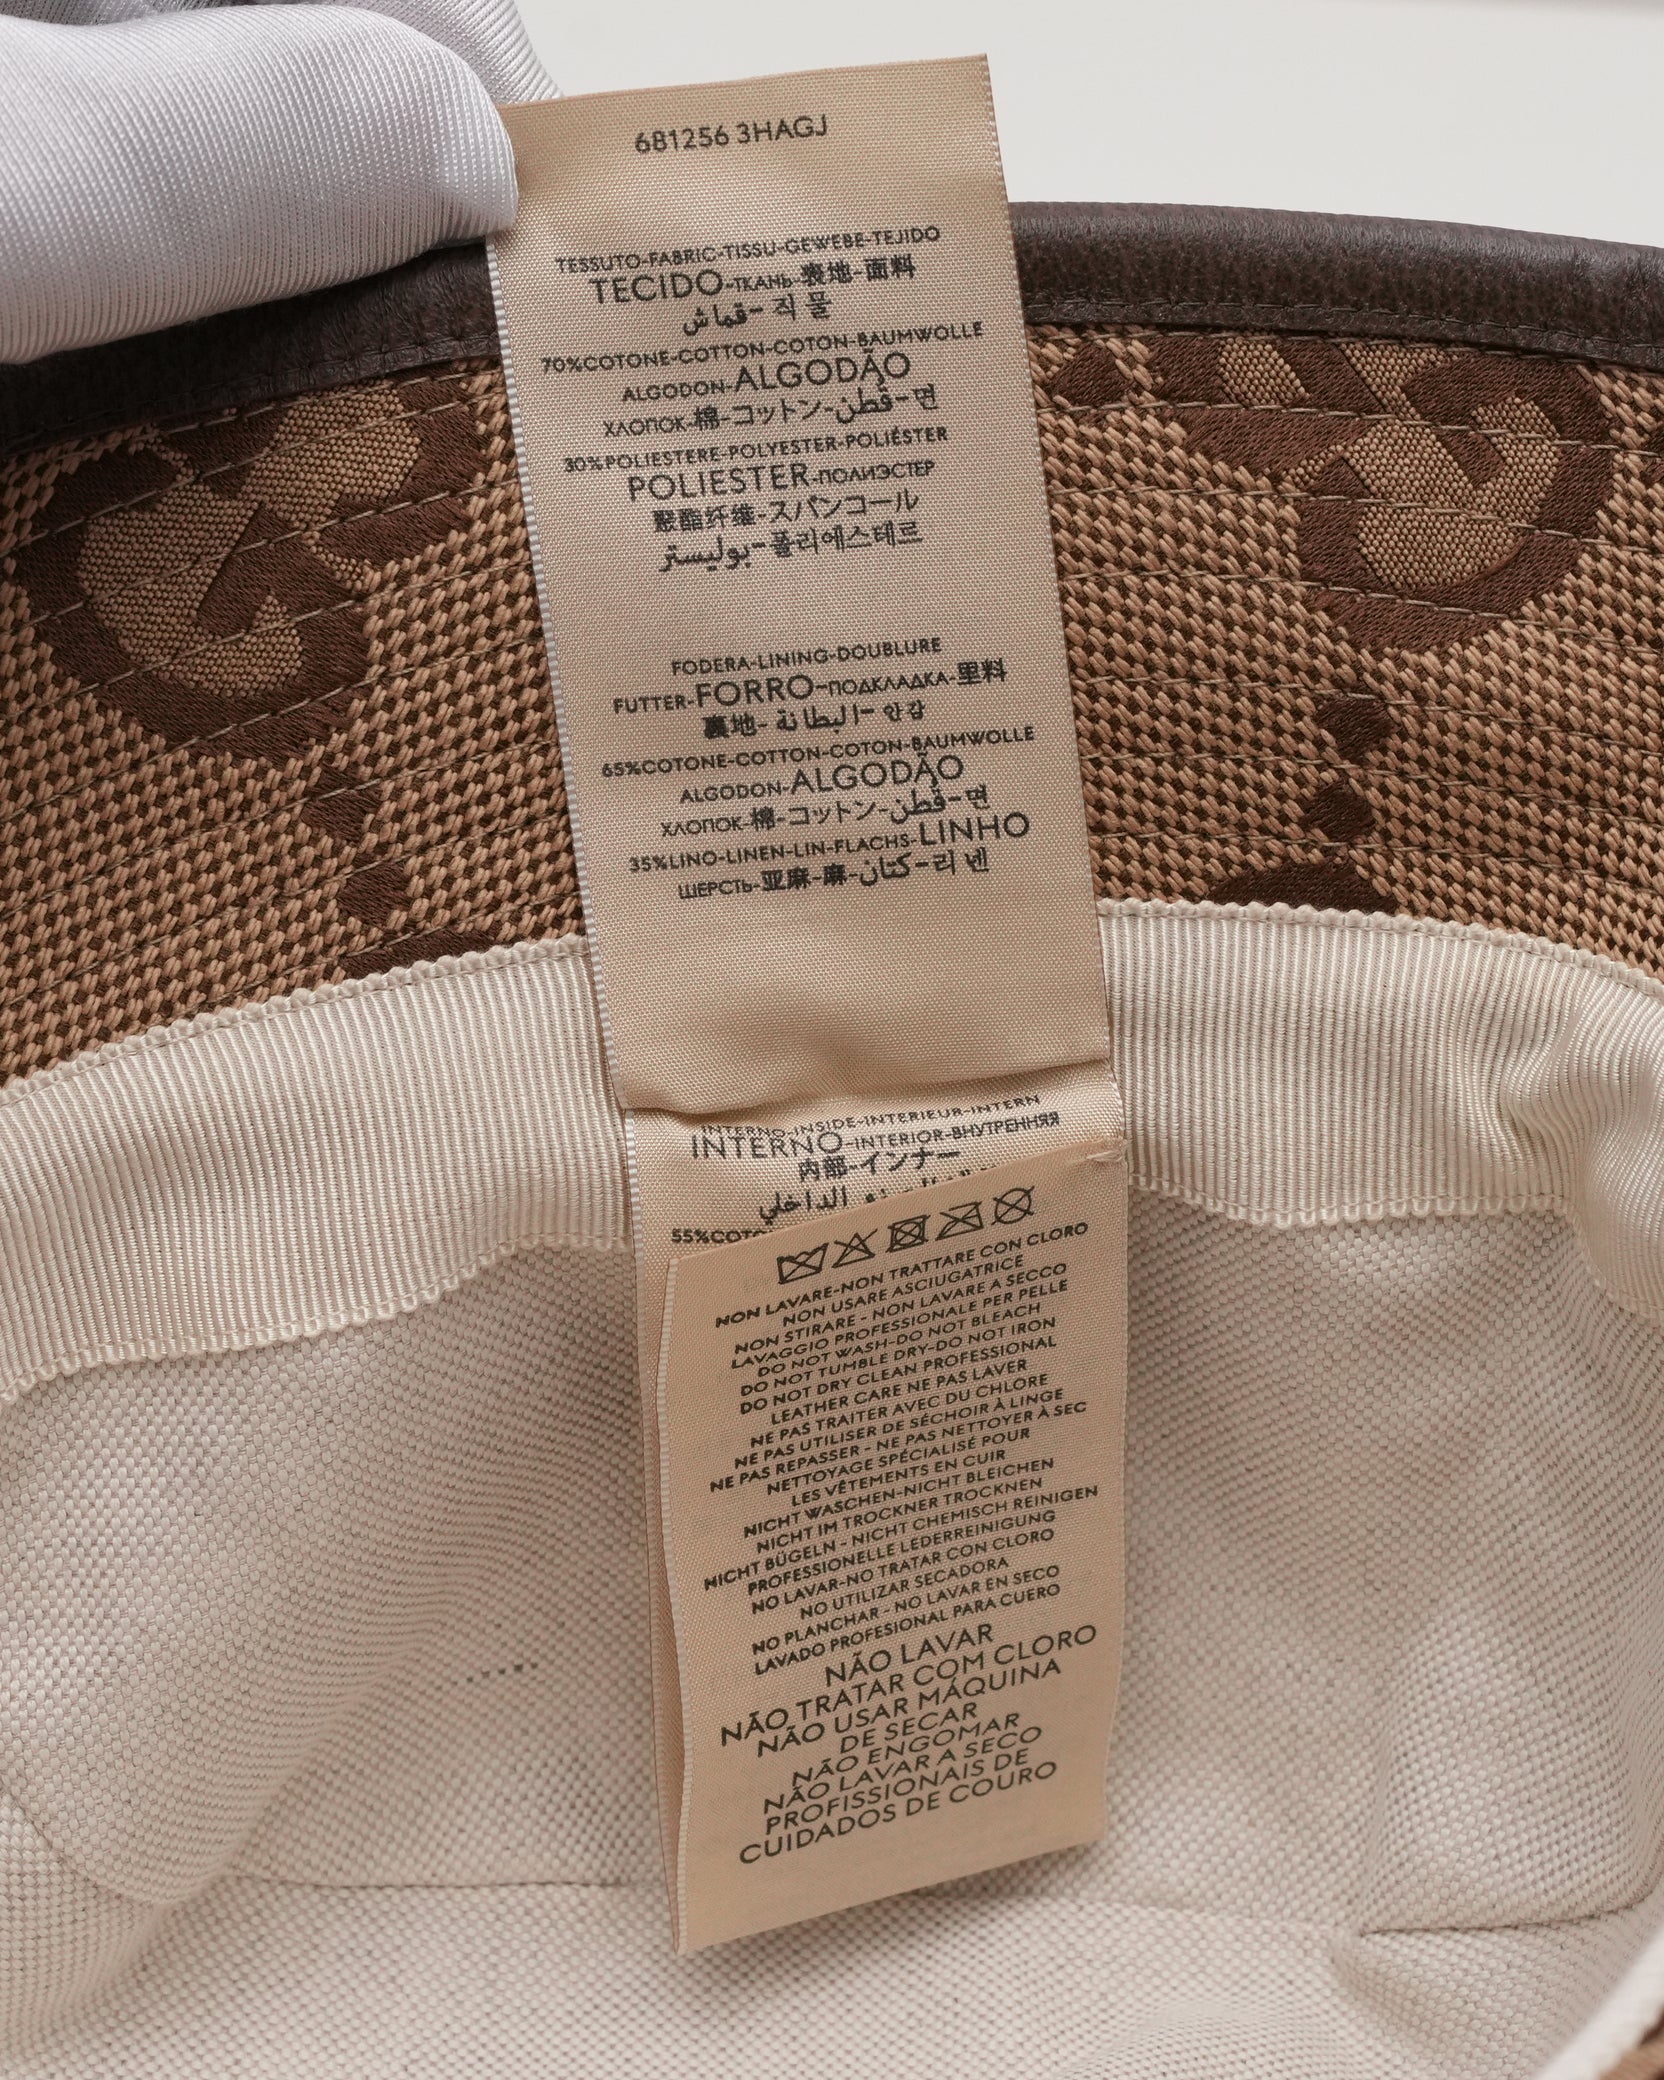 681256 3HAGJ
TESSUTO-FABRIC-TISSU-GEWEBE-TEJIDO
TECIDO-ТКАНЬ-表地-面料
قماش-직물
70%COTONE-COTTON-COTON-BAUMWOLLE
ALGODON-ALGODÃO
ХЛОПОК-棉-コットン-قطن-면
30%POLIESTERE-POLYESTER-POLIÉSTER
POLIESTER-ПОЛИЭСТЕР
聚酯纤维-スパンコール
بوليستر-폴리에스테르
FODERA-LINING-DOUBLURE
FUTTER-FORRO-ПОДКЛАДКА-里料
裏地-البطانة-안감
65%COTONE-COTTON-COTON-BAUMWOLLE
ALGODON-ALGODÃO
ХЛОПОК-棉-コットン-قطن-면
35%LINO-LINEN-LIN-FLACHS-LINHO
ШЕРСТЬ-亚麻-麻-كتان-리넨
INTERNO-INSIDE-INTERIEUR-INTERN
INTERNO-INTERIOR-ВНУТРЕННЯЯ
内部-インナー
الداخلي
55%COTO
NON LAVARE-NON TRATTARE CON CLORO
NON USARE ASCIUGATRICE
NON STIRARE - NON LAVARE A SECCO
LAVAGGIO PROFESSIONALE PER PELLE
DO NOT WASH-DO NOT BLEACH
DO NOT TUMBLE DRY-DO NOT IRON
DO NOT DRY CLEAN PROFESSIONAL
LEATHER CARE NE PAS LAVER
NE PAS TRAITER AVEC DU CHLORE
NE PAS UTILISER DE SÉCHOIR À LINGE
NE PAS REPASSER - NE PAS NETTOYER À SEC
NETTOYAGE SPÉCIALISÉ POUR
LES VÊTEMENTS EN CUIR
NICHT WASCHEN-NICHT BLEICHEN
NICHT IM TROCKNER TROCKNEN
NICHT BÜGELN - NICHT CHEMISCH REINIGEN
PROFESSIONELLE LEDERREINIGUNG
NO LAVAR-NO TRATAR CON CLORO
NO UTILIZAR SECADORA
NO PLANCHAR - NO LAVAR EN SECO
LAVADO PROFESIONAL PARA CUERO
NÃO LAVAR
NÃO TRATAR COM CLORO
NÃO USAR MÁQUINA
DE SECAR
NÃO ENGOMAR
NÃO LAVAR A SECO
PROFISSIONAIS DE
CUIDADOS DE COURO